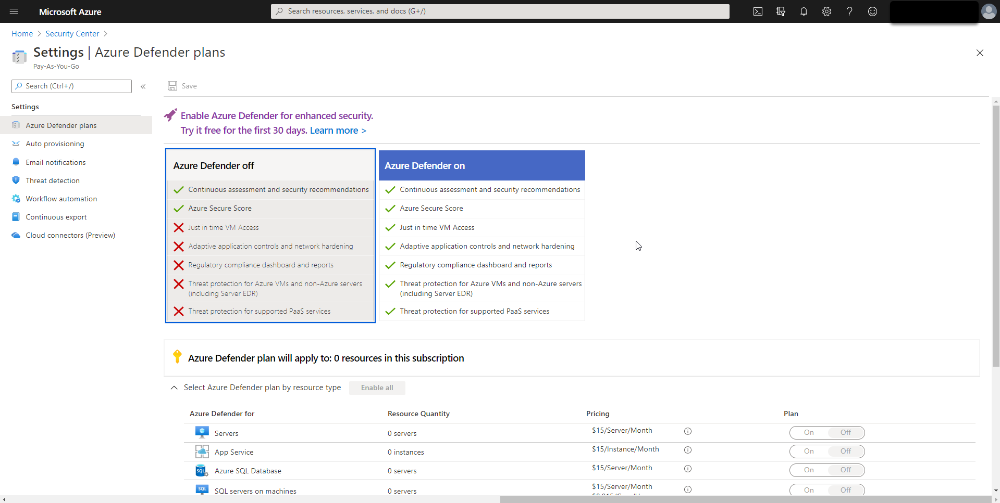 Microsoft Azure
Search resources, services, and docs (G+/)
Home > Security Center >
Settings | Azure Defender plans
Pay-As-You-Go
Search (Ctrl+/)
«
Save
Settings
Azure Defender plans
Auto provisioning
Email notifications
Threat detection
Workflow automation
Continuous export
Cloud connectors (Preview)
Enable Azure Defender for enhanced security.
Try it free for the first 30 days. Learn more >
Azure Defender off
Continuous assessment and security recommendations
Azure Secure Score
Just in time VM Access
Adaptive application controls and network hardening
Regulatory compliance dashboard and reports
Threat protection for Azure VMs and non-Azure servers
(including Server EDR)
Threat protection for supported PaaS services
Azure Defender on
Continuous assessment and security recommendations
Azure Secure Score
Just in time VM Access
Adaptive application controls and network hardening
Regulatory compliance dashboard and reports
Threat protection for Azure VMs and non-Azure servers
(including Server EDR)
Threat protection for supported PaaS services
Azure Defender plan will apply to: 0 resources in this subscription
Select Azure Defender plan by resource type Enable all
Azure Defender for Resource Quantity Pricing Plan
Servers 0 servers $15/Server/Month On Off
App Service 0 instances $15/Instance/Month On Off
SQL Azure SQL Database 0 servers $15/Server/Month On Off
SQL SQL servers on machines 0 servers $15/Server/Month On Off